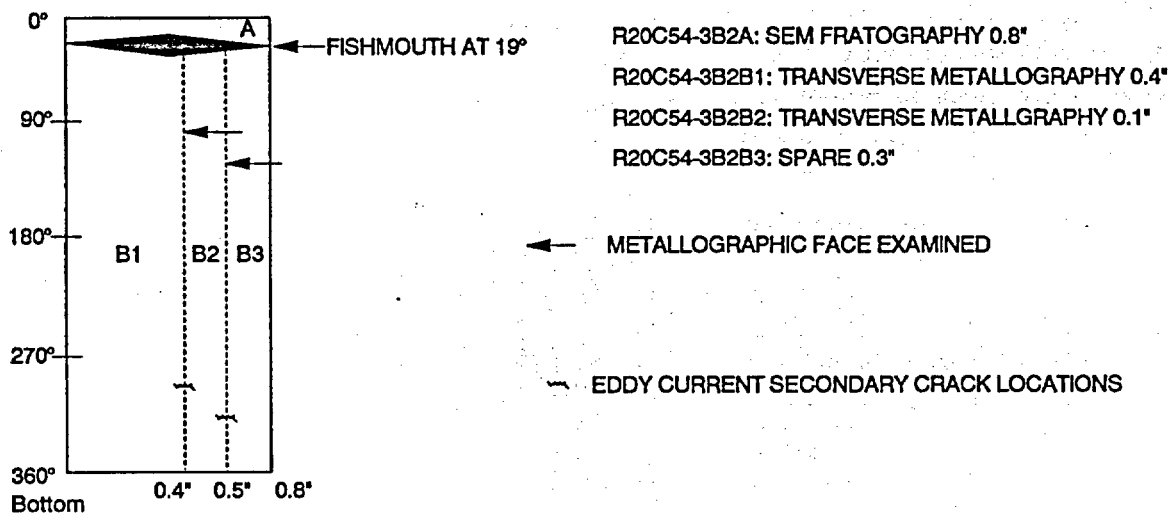 0°
A
FISHMOUTH AT 19°
90°
180°
B1
B2
B3
270°
360°
Bottom
0.4"
0.5"
0.8"
R20C54-3B2A: SEM FRATOGRAPHY 0.8"
R20C54-3B2B1: TRANSVERSE METALLOGRAPHY 0.4"
R20C54-3B2B2: TRANSVERSE METALLGRAPHY 0.1"
R20C54-3B2B3: SPARE 0.3"
METALLOGRAPHIC FACE EXAMINED
EDDY CURRENT SECONDARY CRACK LOCATIONS